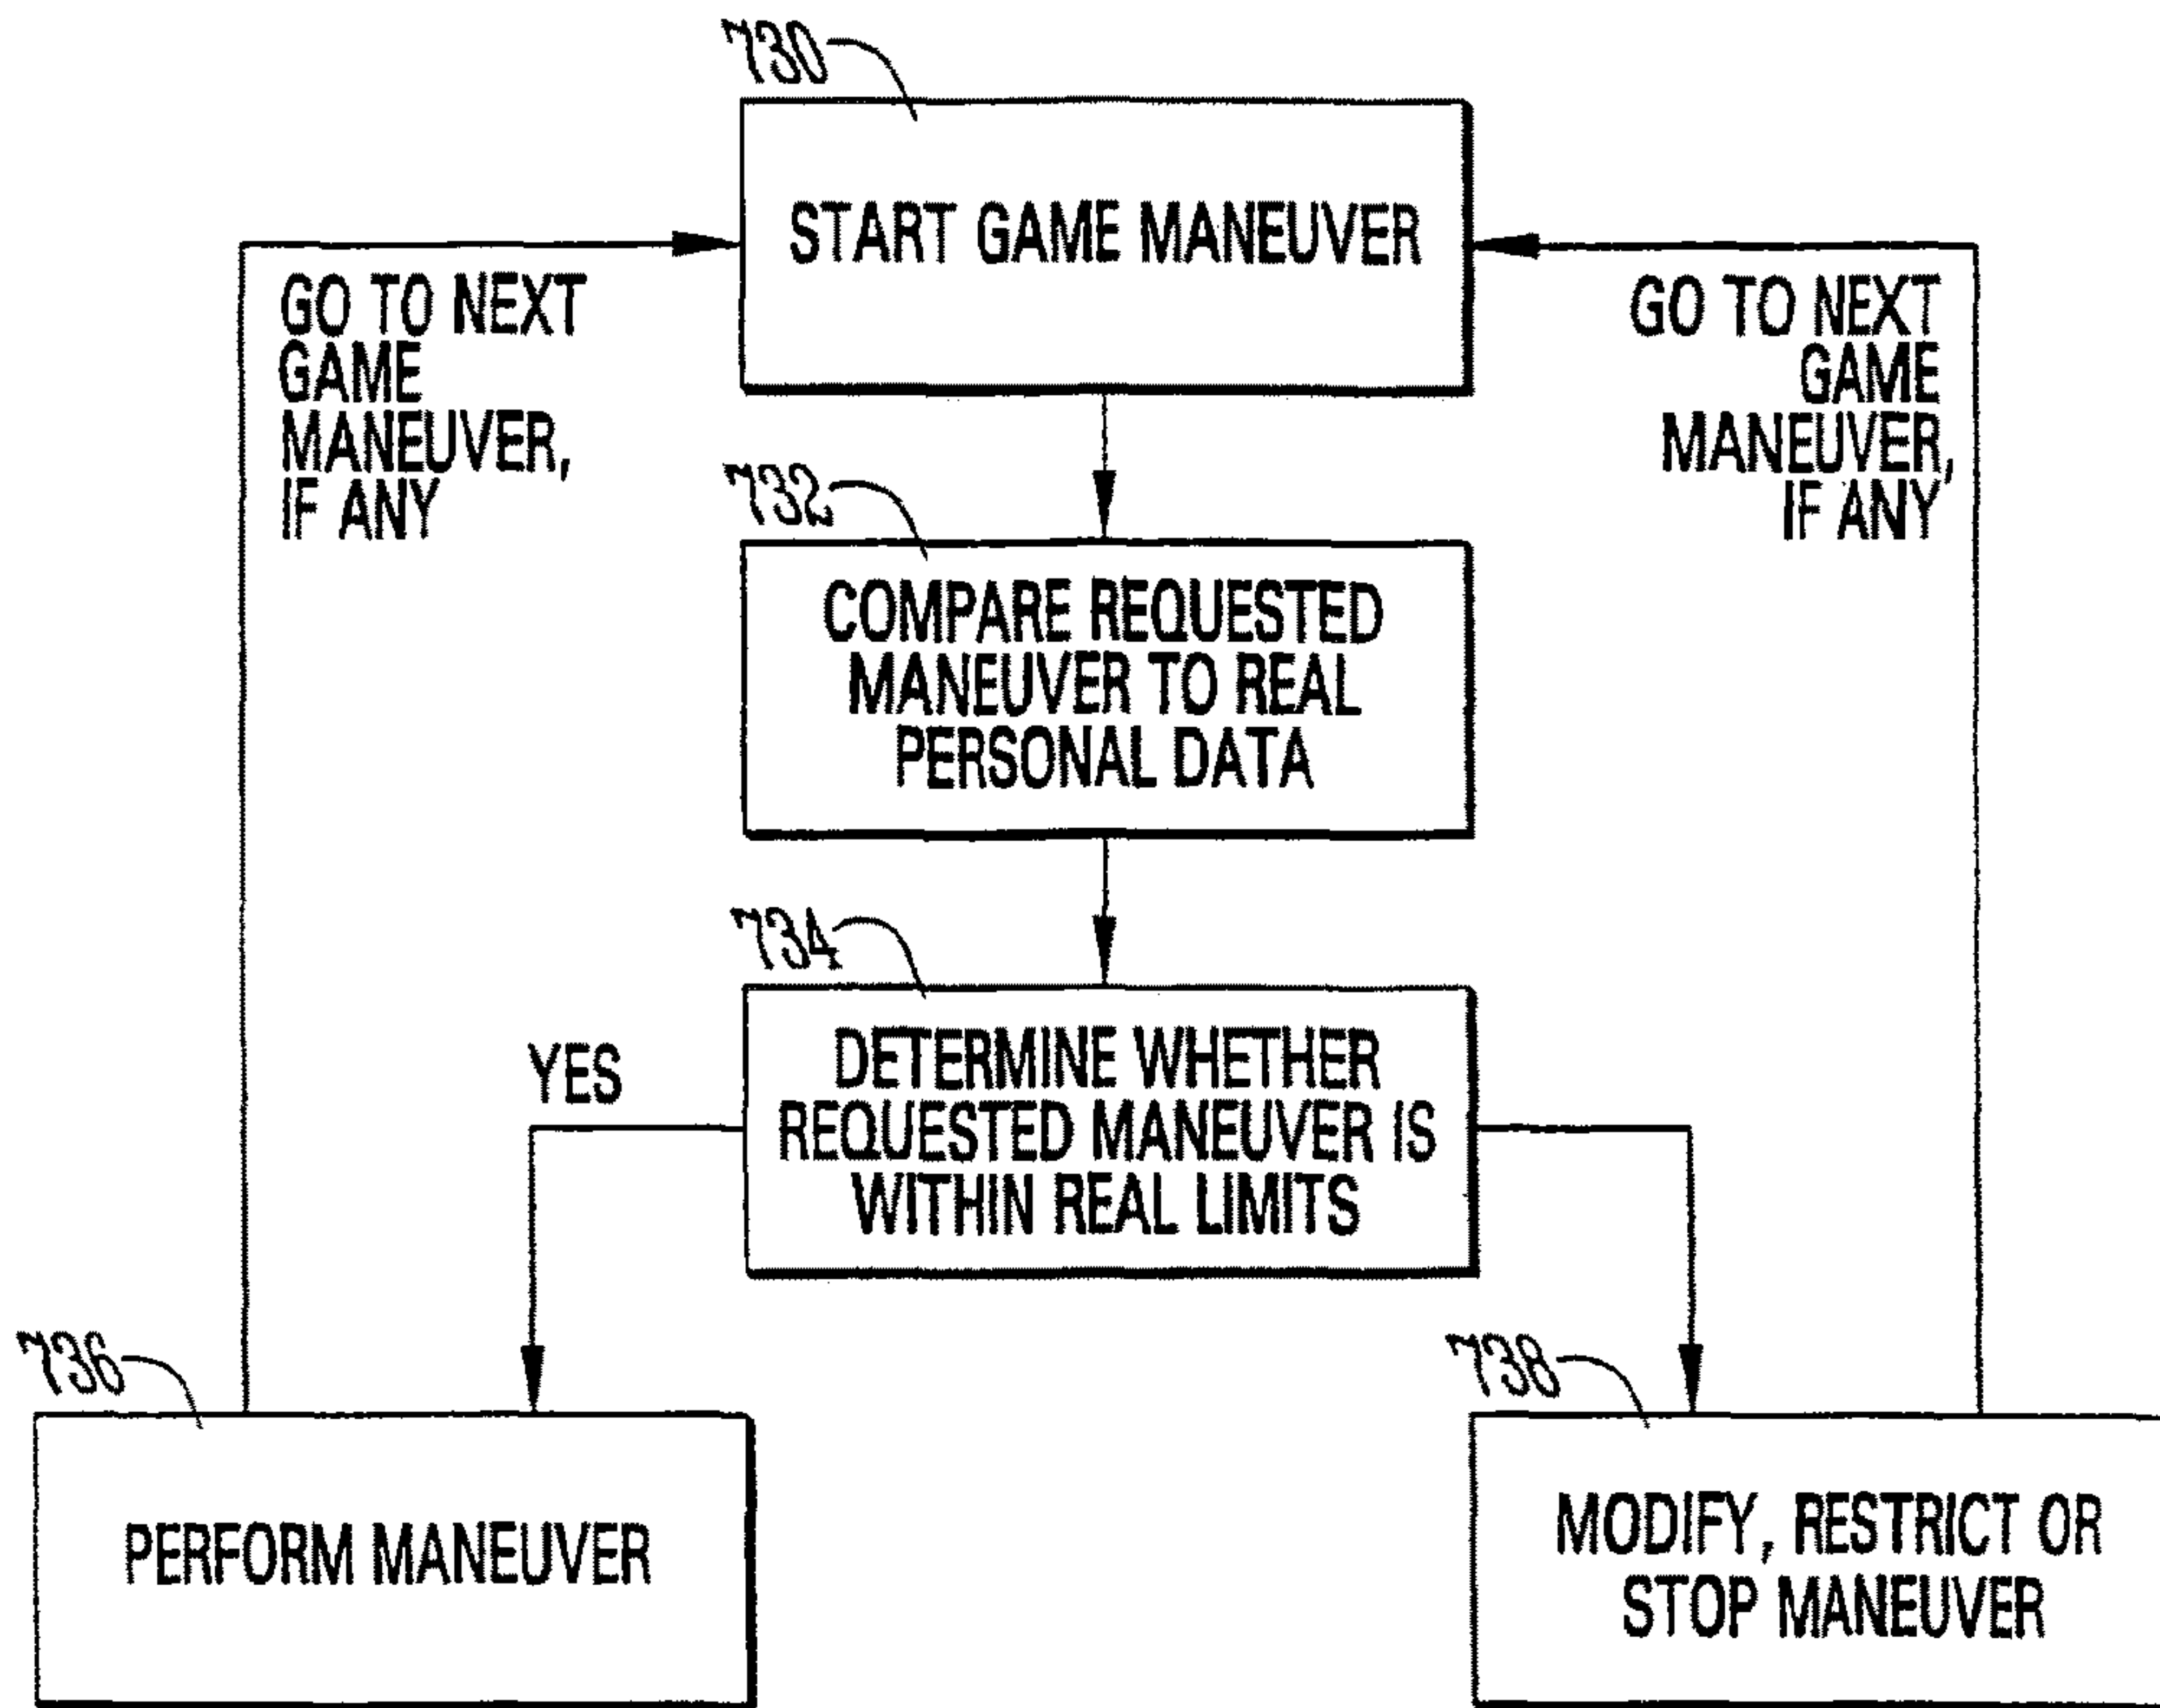 730
START GAME MANEUVER
GO TO NEXT
GAME
MANEUVER,
IF ANY
GO TO NEXT
GAME
MANEUVER,
IF ANY
732
COMPARE REQUESTED
MANEUVER TO REAL
PERSONAL DATA
734
DETERMINE WHETHER
REQUESTED MANEUVER IS
WITHIN REAL LIMITS
YES
736
PERFORM MANEUVER
738
MODIFY, RESTRICT OR
STOP MANEUVER